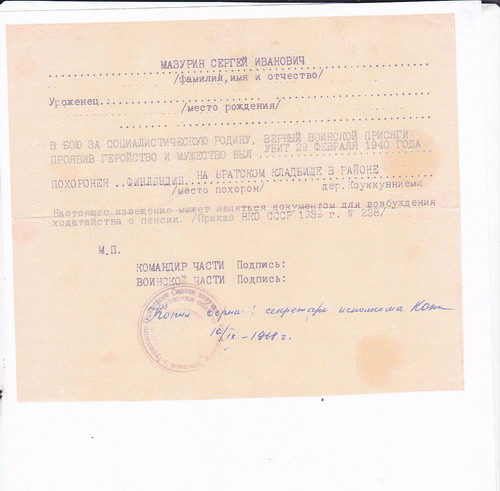 МАЗУРИН СЕРГЕЙ ИВАНОВИЧ
/фамилия,имя и отчество/
Уроженец
/место рождения/
В БОЮ ЗА СОЦИАЛИСТИЧЕСКУЮ РОДИНУ, ВЕРНЫЙ ВОИНСКОЙ ПРИСЯГИ
ПРОЯВИВ ГЕРОЙСТВО И МУЖЕСТВО БЫЛ УБИТ 29 ФЕВРАЛЯ 1940 ГОДА
ПОХОРОНЕН ФИНЛЯНДИЯ НА БРАТСКОМ КЛАДБИЩЕ В РАЙОНЕ
/место похорон/ дер.Коуккуниеми
Настоящее извещение может являться документом для возбуждения
ходатайства о пенсии. /Приказ НКО СССР 1939 г. N 238/
М.П.
КОМАНДИР ЧАСТИ Подпись:
ВОИНСКОЙ ЧАСТИ Подпись:
Копия верна: секретарь исполкома